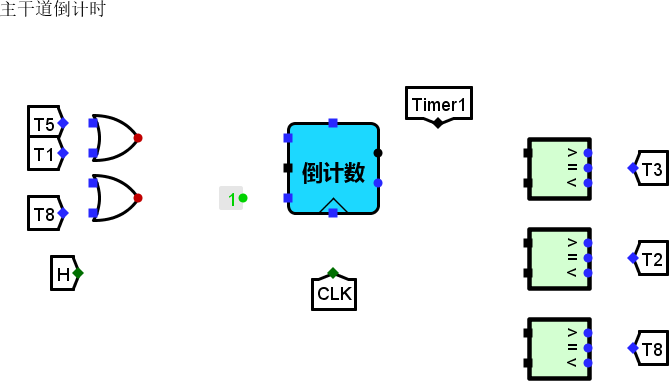 主干道倒计时
Timer1
T5
T1
T8
H
1
倒计数
CLK
>
=
<
T3
>
=
<
T2
>
=
<
T8